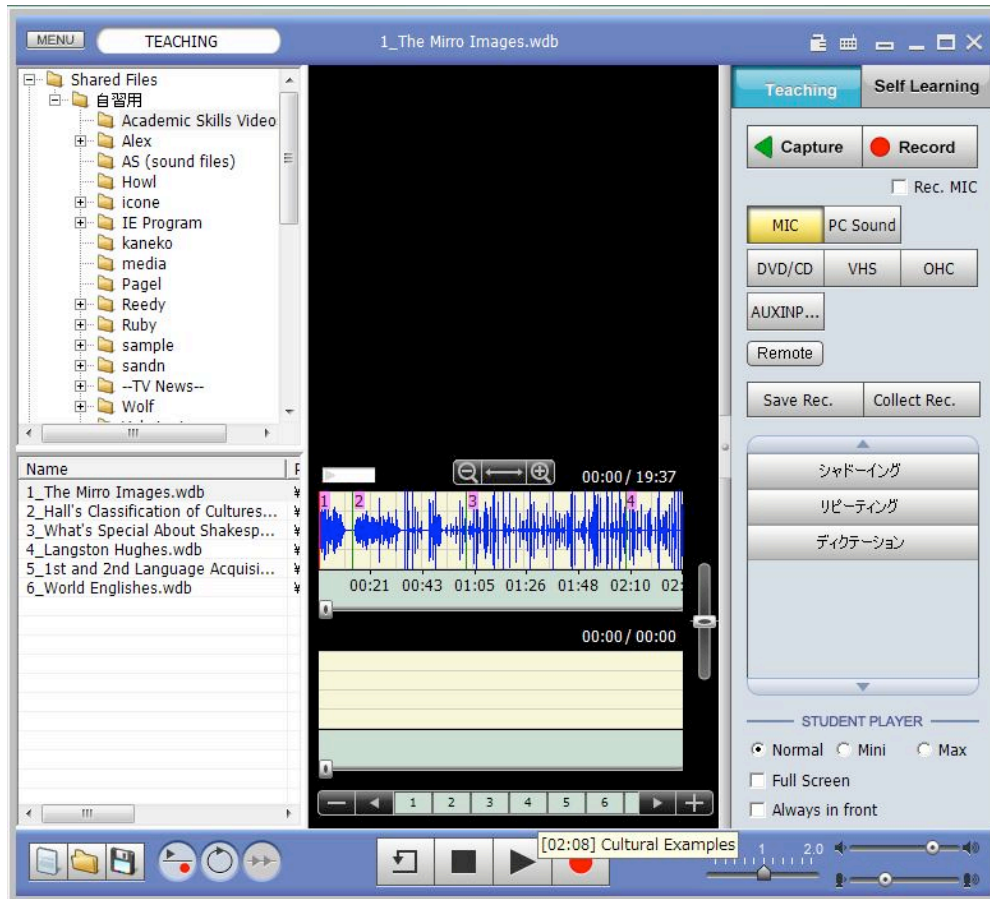 MENU TEACHING 1_The Mirro Images.wdb
Shared Files
自習用
Academic Skills Video
Alex
AS (sound files)
Howl
icone
IE Program
kaneko
media
Pagel
Reedy
Ruby
sample
sandn
--TV News--
Wolf
Name
1_The Mirro Images.wdb ¥
2_Hall's Classification of Cultures... ¥
3_What's Special About Shakesp... ¥
4_Langston Hughes.wdb ¥
5_1st and 2nd Language Acquisi... ¥
6_World Englishes.wdb ¥
00:00 / 19:37
1 2 3 4
00:21 00:43 01:05 01:26 01:48 02:10 02:
00:00 / 00:00
1 2 3 4 5 6
[02:08] Cultural Examples
Teaching Self Learning
Capture Record
Rec. MIC
MIC PC Sound
DVD/CD VHS OHC
AUXINP...
Remote
Save Rec. Collect Rec.
シャドーイング
リピーティング
ディクテーション
STUDENT PLAYER
Normal Mini Max
Full Screen
Always in front
1 2.0